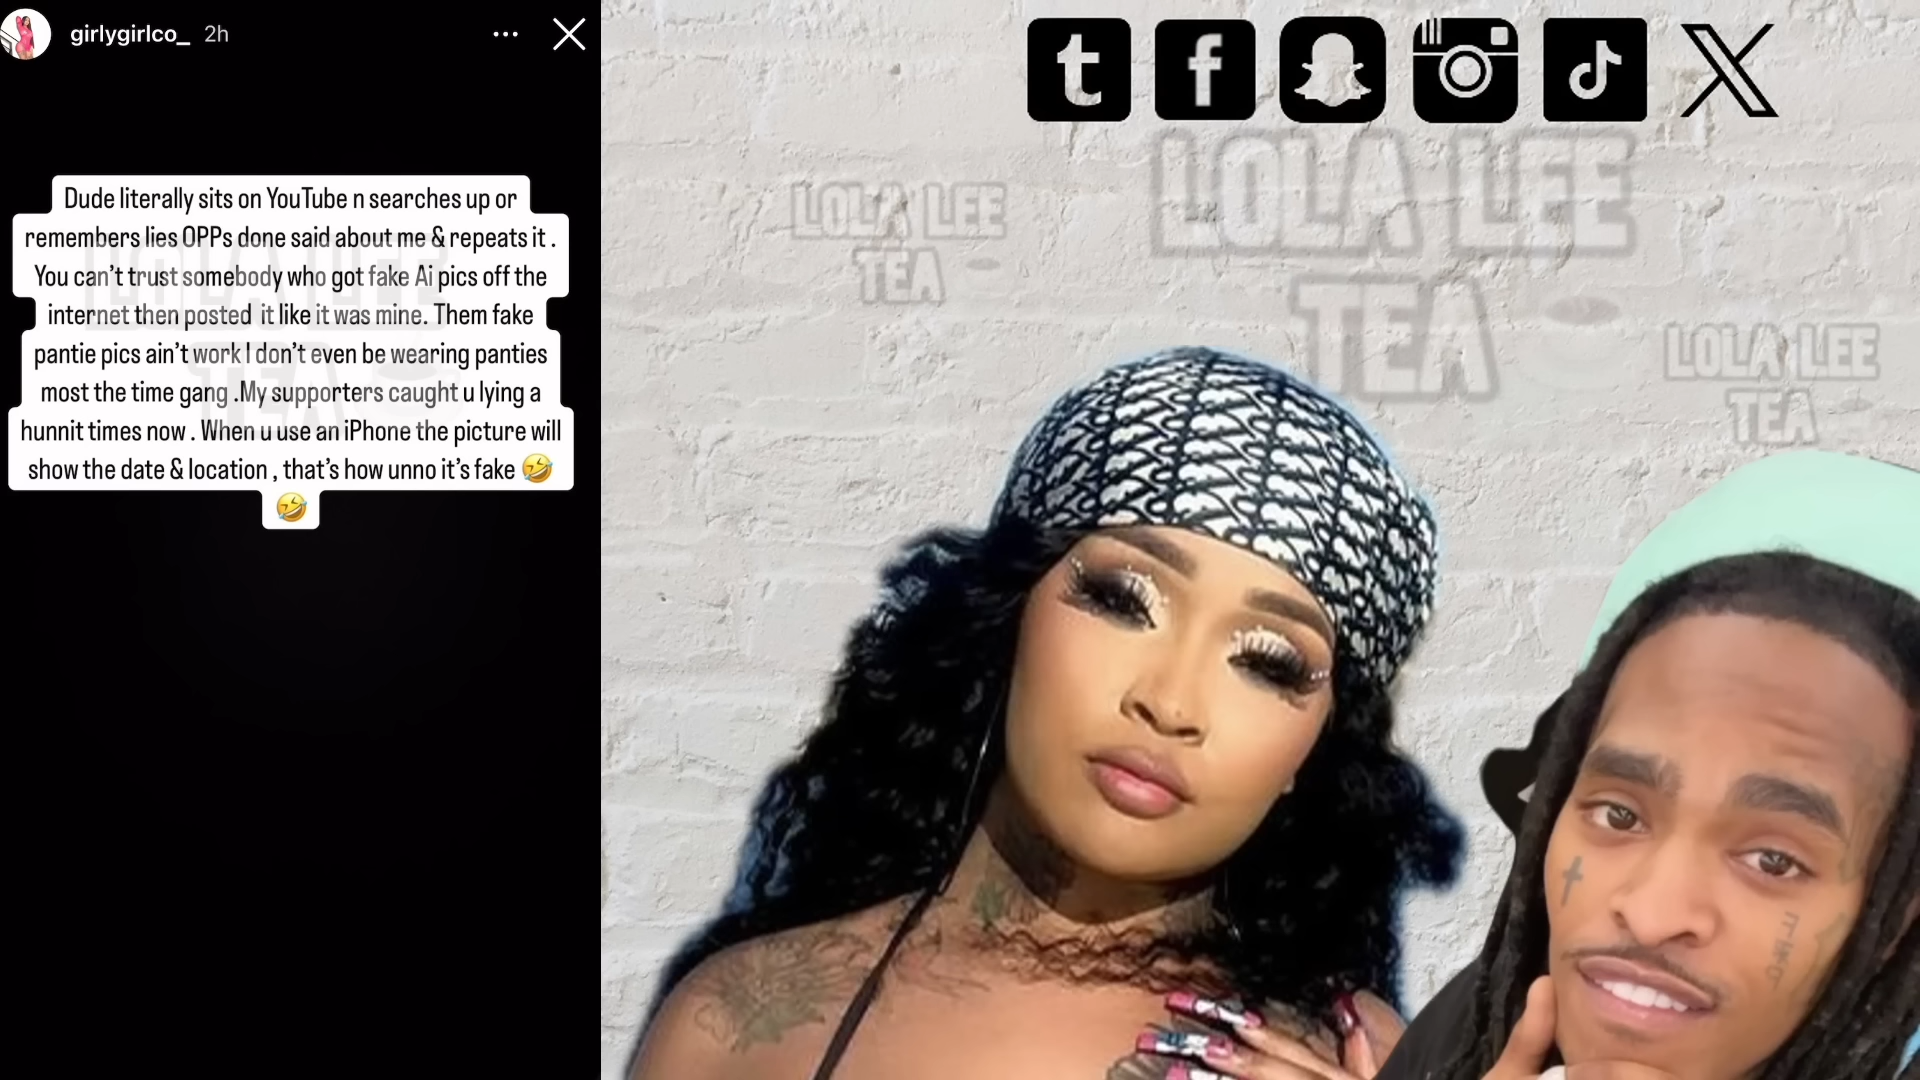 girlygirlco_ 2h
Dude literally sits on YouTube n searches up or
remembers lies OPPs done said about me & repeats it .
You can't trust somebody who got fake Ai pics off the
internet then posted it like it was mine. Them fake
pantie pics ain't work I don't even be wearing panties
most the time gang .My supporters caught u lying a
hunnit times now . When u use an iPhone the picture will
show the date & location , that's how unno it's fake 🤣
🤣
LOLA LEE
TEA
LOLA LEE
TEA
LOLA LEE
TEA
LOLA LEE
TEA